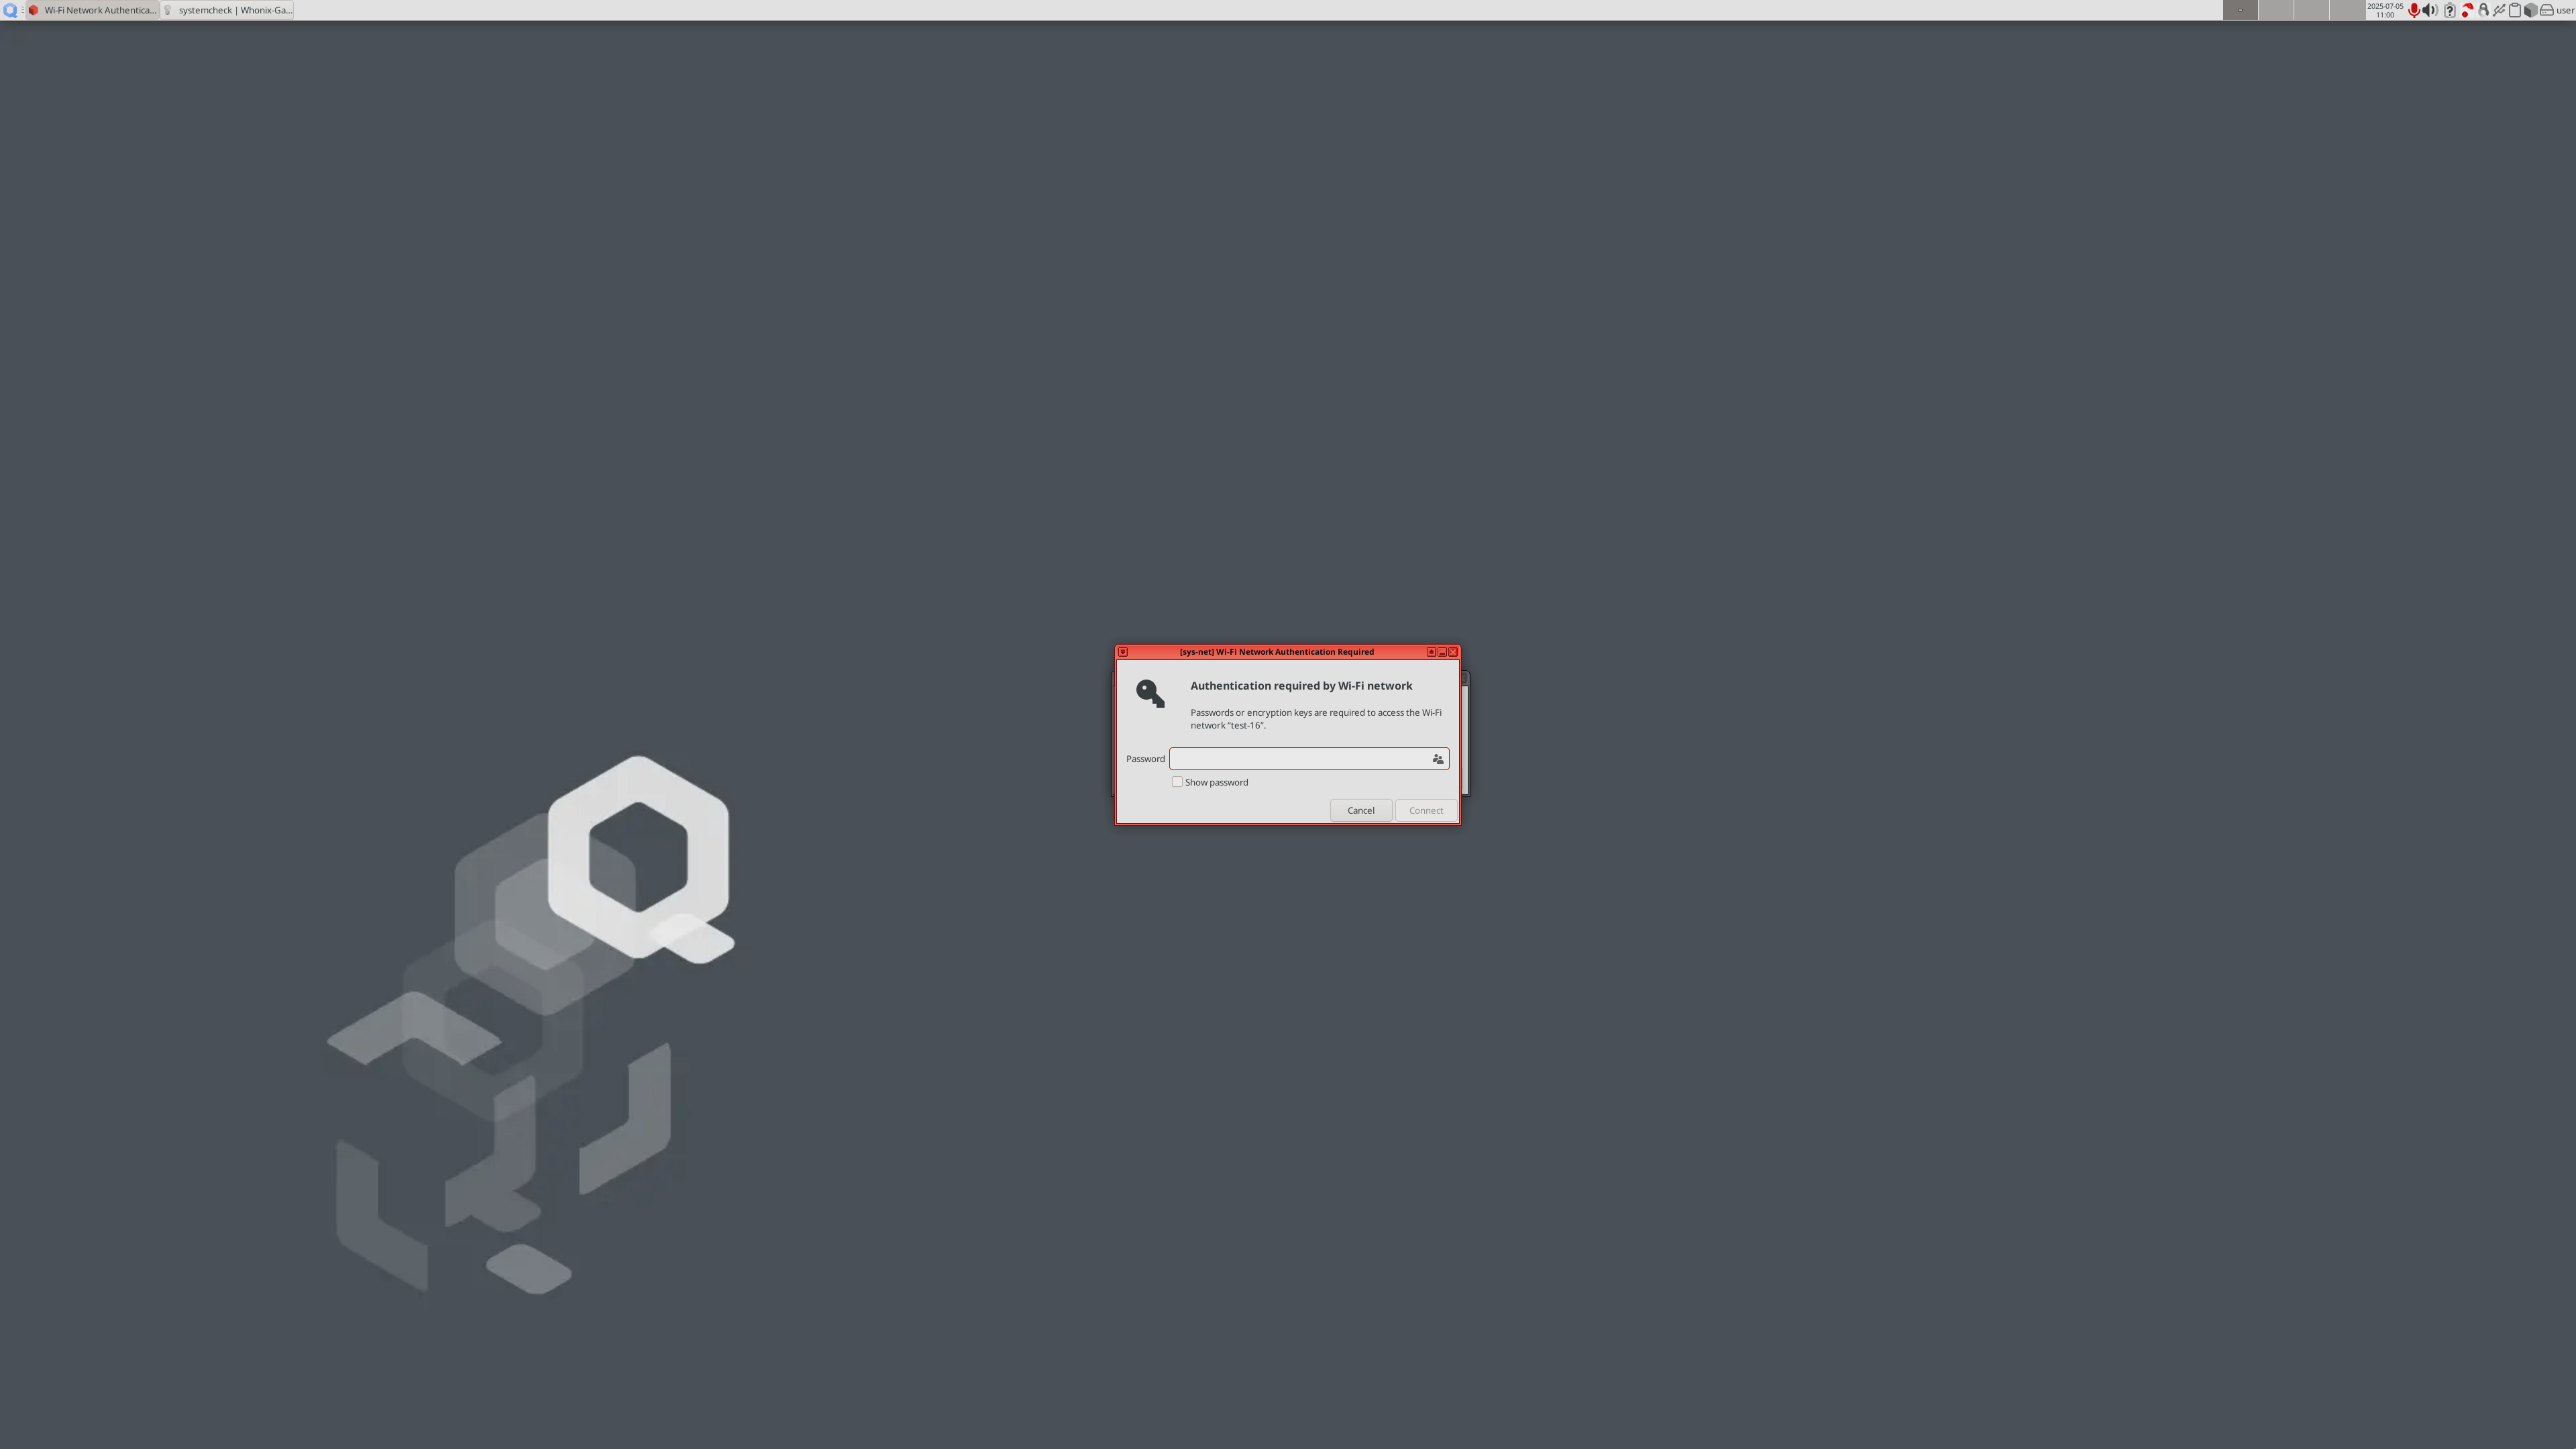 Wi-Fi Network Authentica...
systemcheck | Whonix-Ga...
2025-07-05
11:00
user
[sys-net] Wi-Fi Network Authentication Required
Authentication required by Wi-Fi network
Passwords or encryption keys are required to access the Wi-Fi
network “test-16”.
Password
Show password
Cancel
Connect